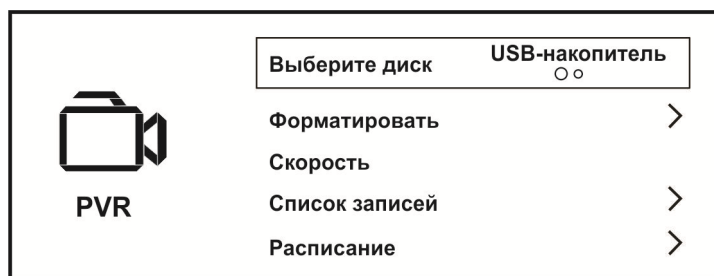 Выберите диск USB-накопитель
Форматировать
Скорость
Список записей
Расписание
PVR